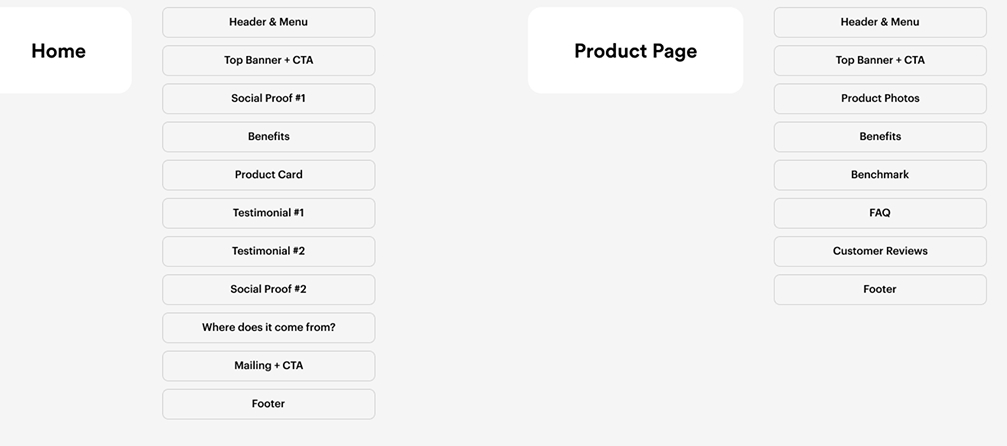 Home
Header & Menu
Top Banner + CTA
Social Proof #1
Benefits
Product Card
Testimonial #1
Testimonial #2
Social Proof #2
Where does it come from?
Mailing + CTA
Footer
Product Page
Header & Menu
Top Banner + CTA
Product Photos
Benefits
Benchmark
FAQ
Customer Reviews
Footer